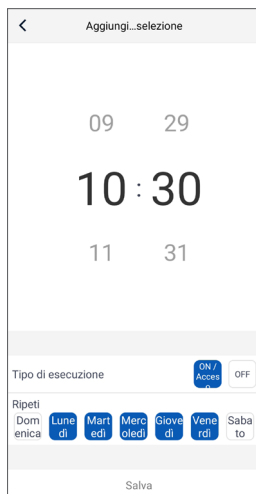 Aggiungi...selezione
09 29
10 : 30
11 31
Tipo di esecuzione
ON /
Acces
OFF
Ripeti
Dom
enica
Lune
dì
Mart
edì
Merc
oledì
Giove
dì
Vene
rdì
Saba
to
Salva